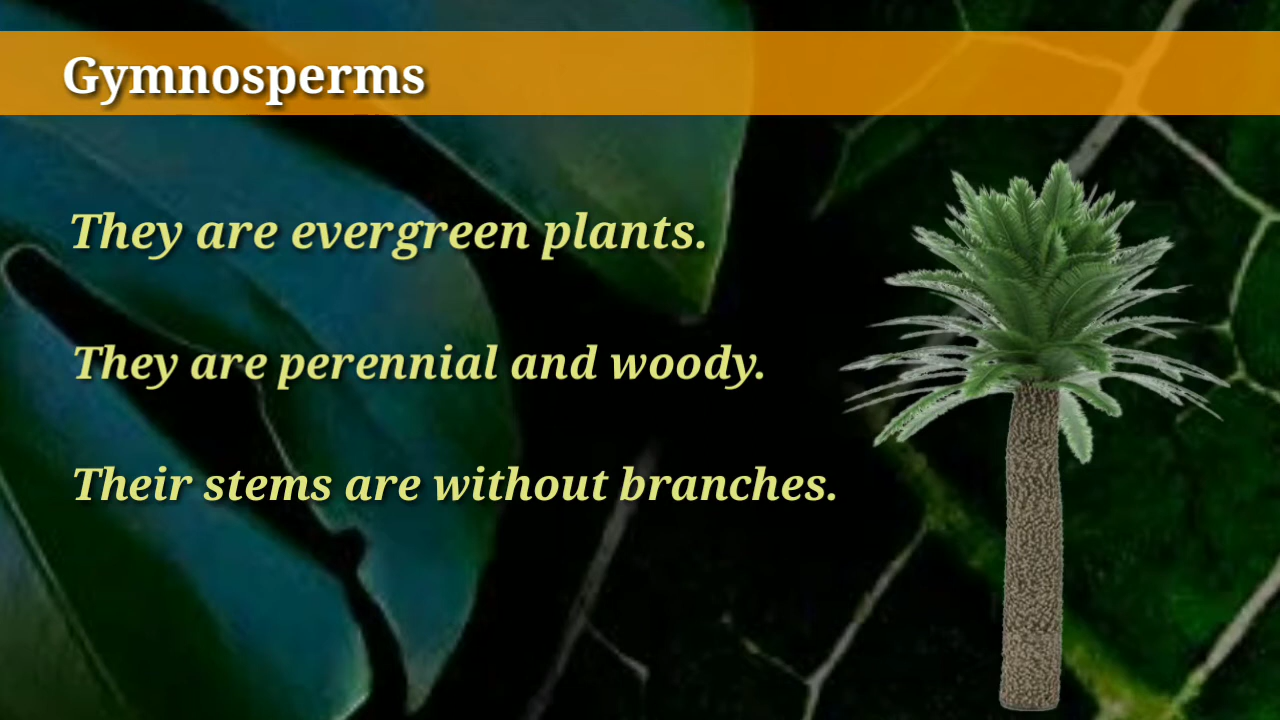 Gymnosperms
They are evergreen plants.
They are perennial and woody.
Their stems are without branches.